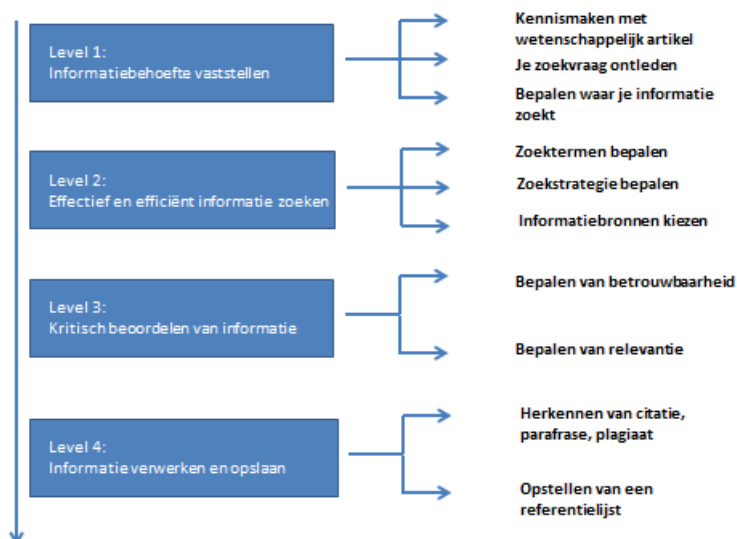 Level 1:
Informatiebehoefte vaststellen
Kennismaken met
wetenschappelijk artikel
Je zoekvraag ontleden
Bepalen waar je informatie
zoekt
Level 2:
Effectief en efficiënt informatie zoeken
Zoektermen bepalen
Zoekstrategie bepalen
Informatiebronnen kiezen
Level 3:
Kritisch beoordelen van informatie
Bepalen van betrouwbaarheid
Bepalen van relevantie
Level 4:
Informatie verwerken en opslaan
Herkennen van citatie,
parafrase, plagiaat
Opstellen van een
referentielijst